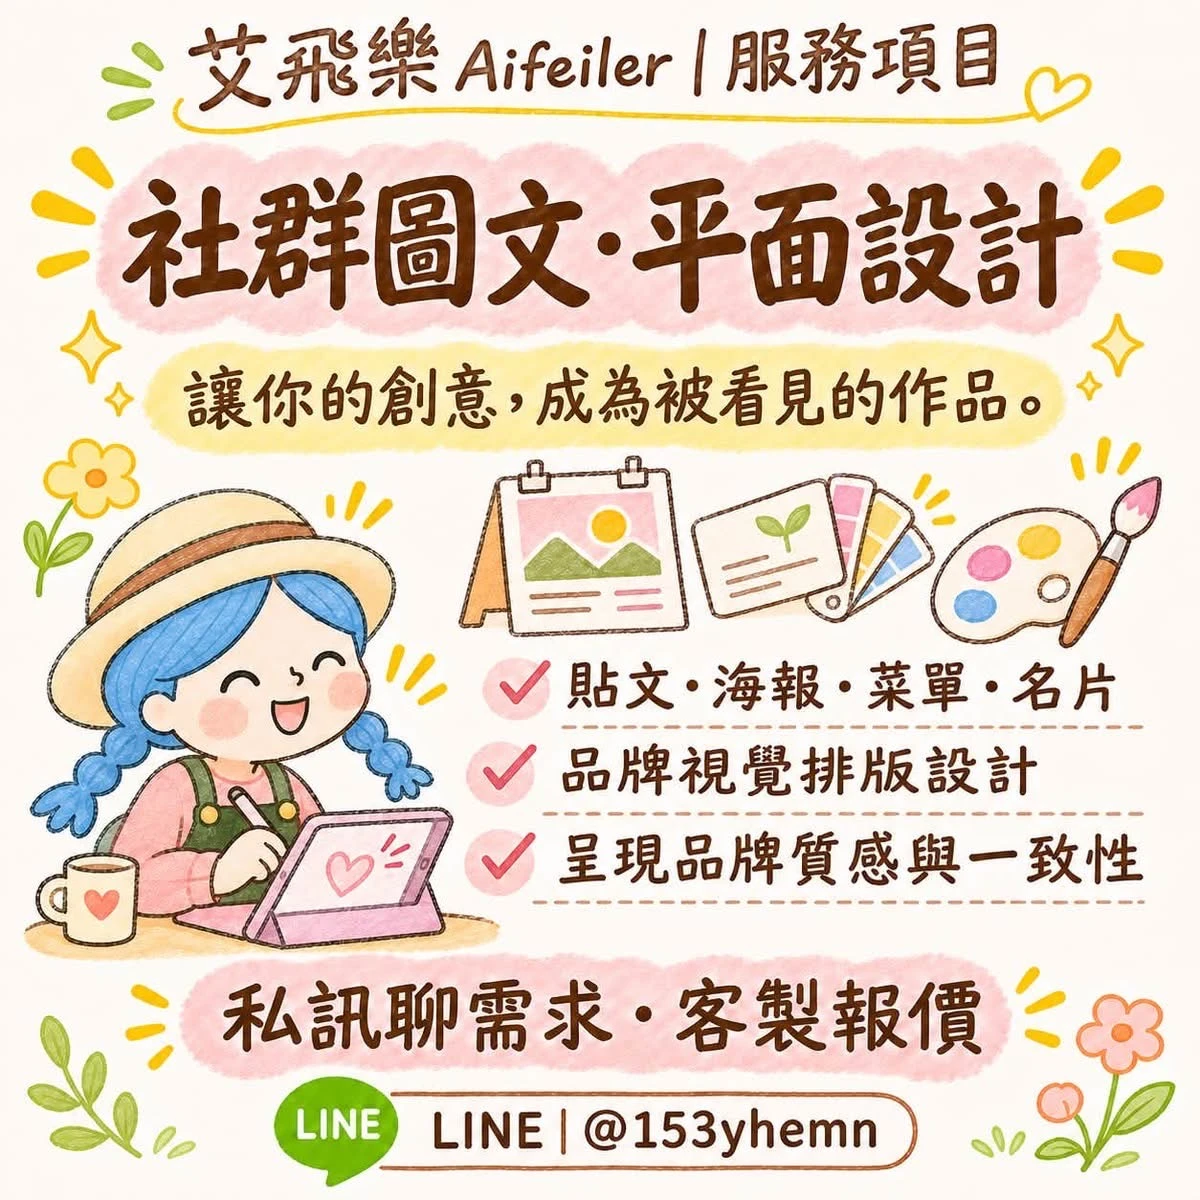 艾飛樂 Aifeiler | 服務項目
社群圖文·平面設計
讓你的創意,成為被看見的作品。
貼文·海報·菜單·名片
品牌視覺排版設計
呈現品牌質感與一致性
私訊聊需求·客製報價
LINE LINE | @153yhemn